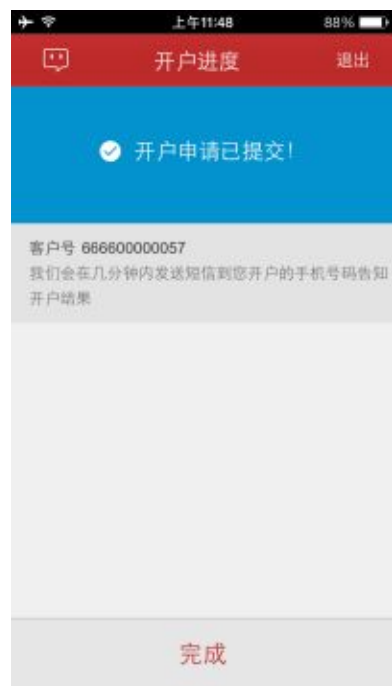 上午11:48
88%
开户进度
退出
开户申请已提交!
客户号 666600000057
我们会在几分钟内发送短信到您开户的手机号码告知
开户结果
完成